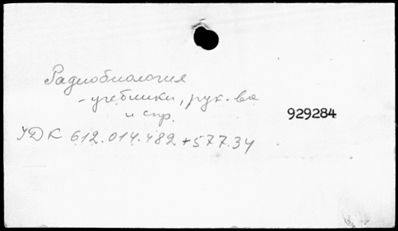 Радиобиология
- учебники, рук. ва
и спр.
929284
УДК 612.014.482+577.34